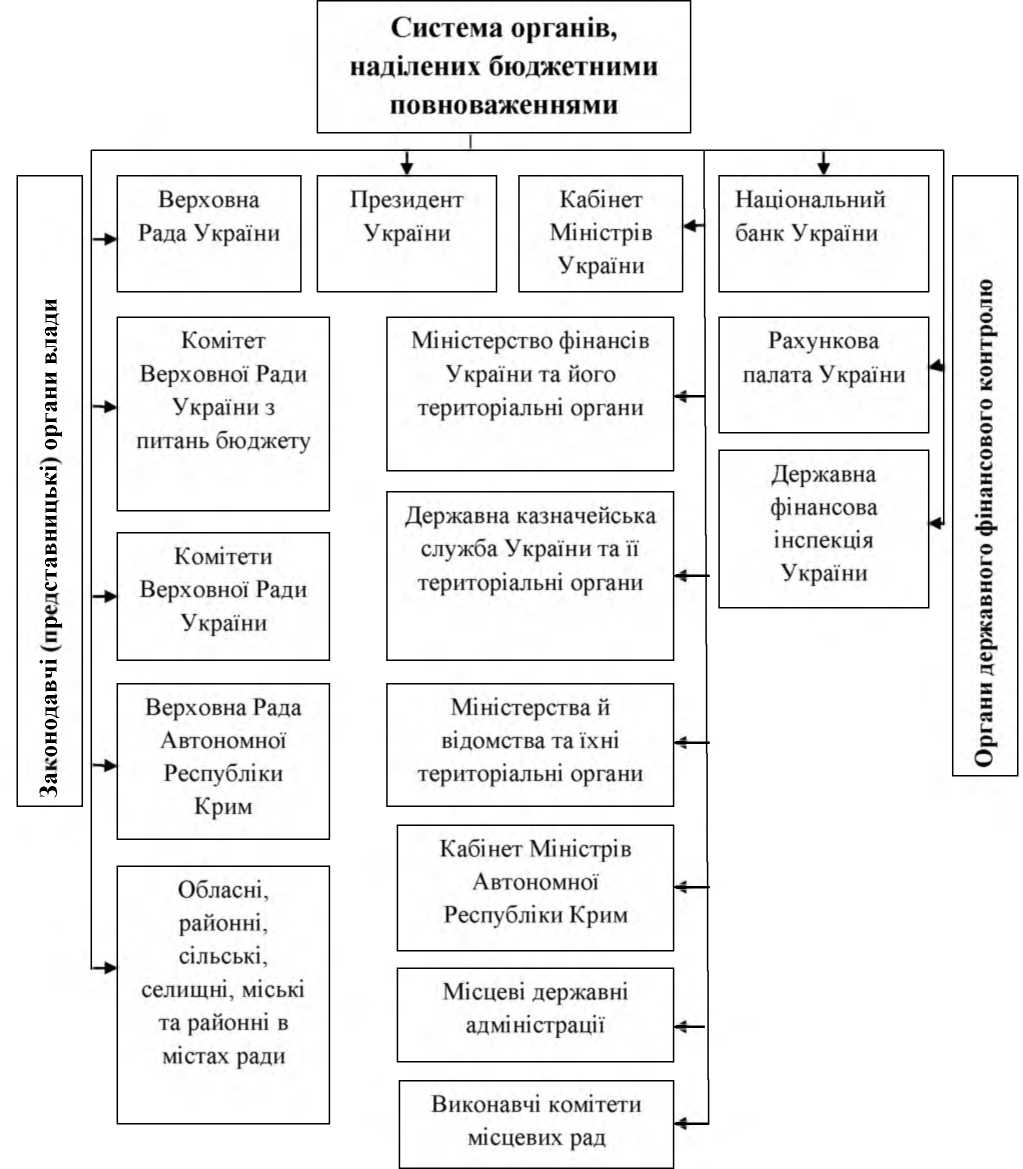 Система органів,
наділених бюджетними
повноваженнями
Законодавчі (представницькі) органи влади
Верховна
Рада України
Президент
України
Кабінет
Міністрів
України
Національний
банк України
Комітет
Верховної Ради
України з
питань бюджету
Міністерство фінансів
України та його
територіальні органи
Рахункова
палата України
Державна
фінансова
інспекція
України
Державна казначейська
служба України та її
територіальні органи
Комітети
Верховної Ради
України
Верховна Рада
Автономної
Республіки
Крим
Міністерства й
відомства та їхні
територіальні органи
Кабінет Міністрів
Автономної
Республіки Крим
Обласні,
районні,
сільські,
селищні, міські
та районні в
містах ради
Місцеві державні
адміністрації
Виконавчі комітети
місцевих рад
Органи державного фінансового контролю